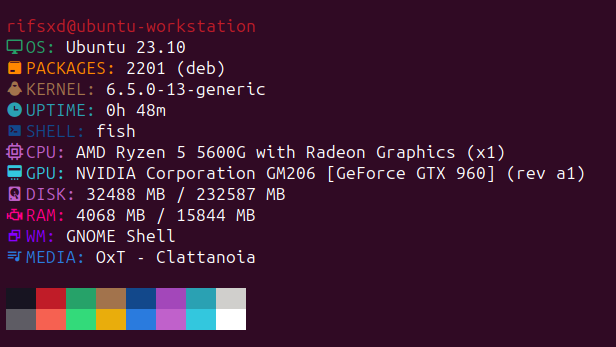 rifsxd@ubuntu-workstation
OS: Ubuntu 23.10
PACKAGES: 2201 (deb)
KERNEL: 6.5.0-13-generic
UPTIME: 0h 48m
SHELL: fish
CPU: AMD Ryzen 5 5600G with Radeon Graphics (x1)
GPU: NVIDIA Corporation GM206 [GeForce GTX 960] (rev a1)
DISK: 32488 MB / 232587 MB
RAM: 4068 MB / 15844 MB
WM: GNOME Shell
MEDIA: OxT - Clattanoia